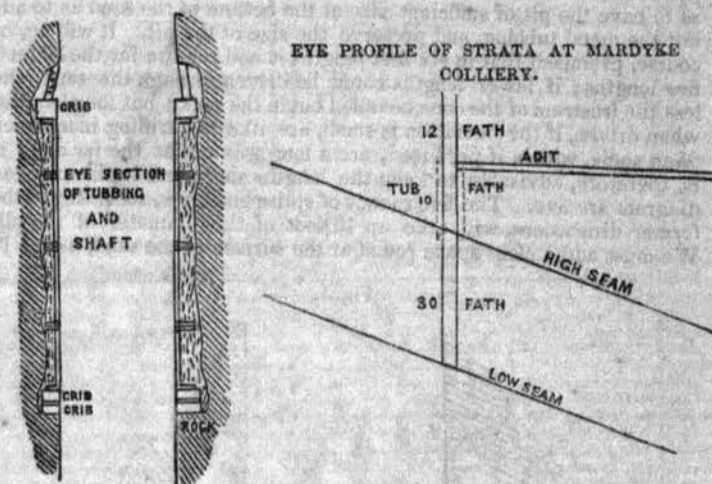 CRIB
EYE SECTION
OF TUBBING
AND
SHAFT
CRIB
CRIB
ROCK
EYE PROFILE OF STRATA AT MARDYKE
COLLIERY.
12 FATH
ADIT
TUB
10 FATH
HIGH SEAM
30 FATH
LOW SEAM